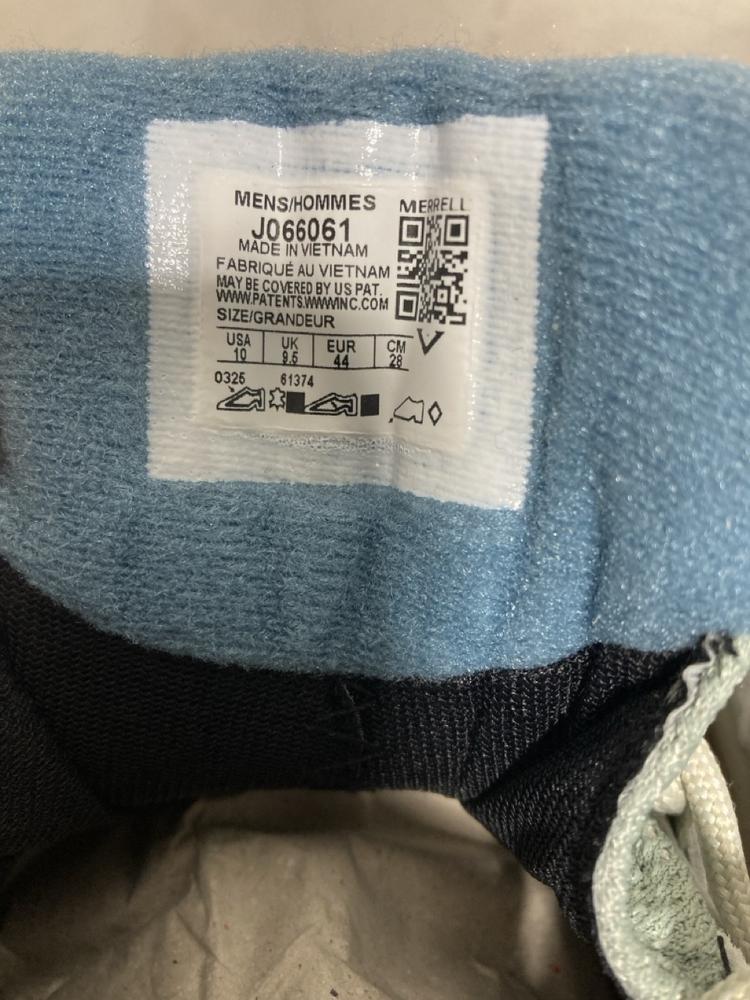 MENS/HOMMES
MERRELL
J066061
MADE IN VIETNAM
FABRIQUÉ AU VIETNAM
MAY BE COVERED BY US PAT.
WWW.PATENTS.WWWINC.COM
SIZE/GRANDEUR
USA UK EUR CM
10 9.5 44 28
0325 61374